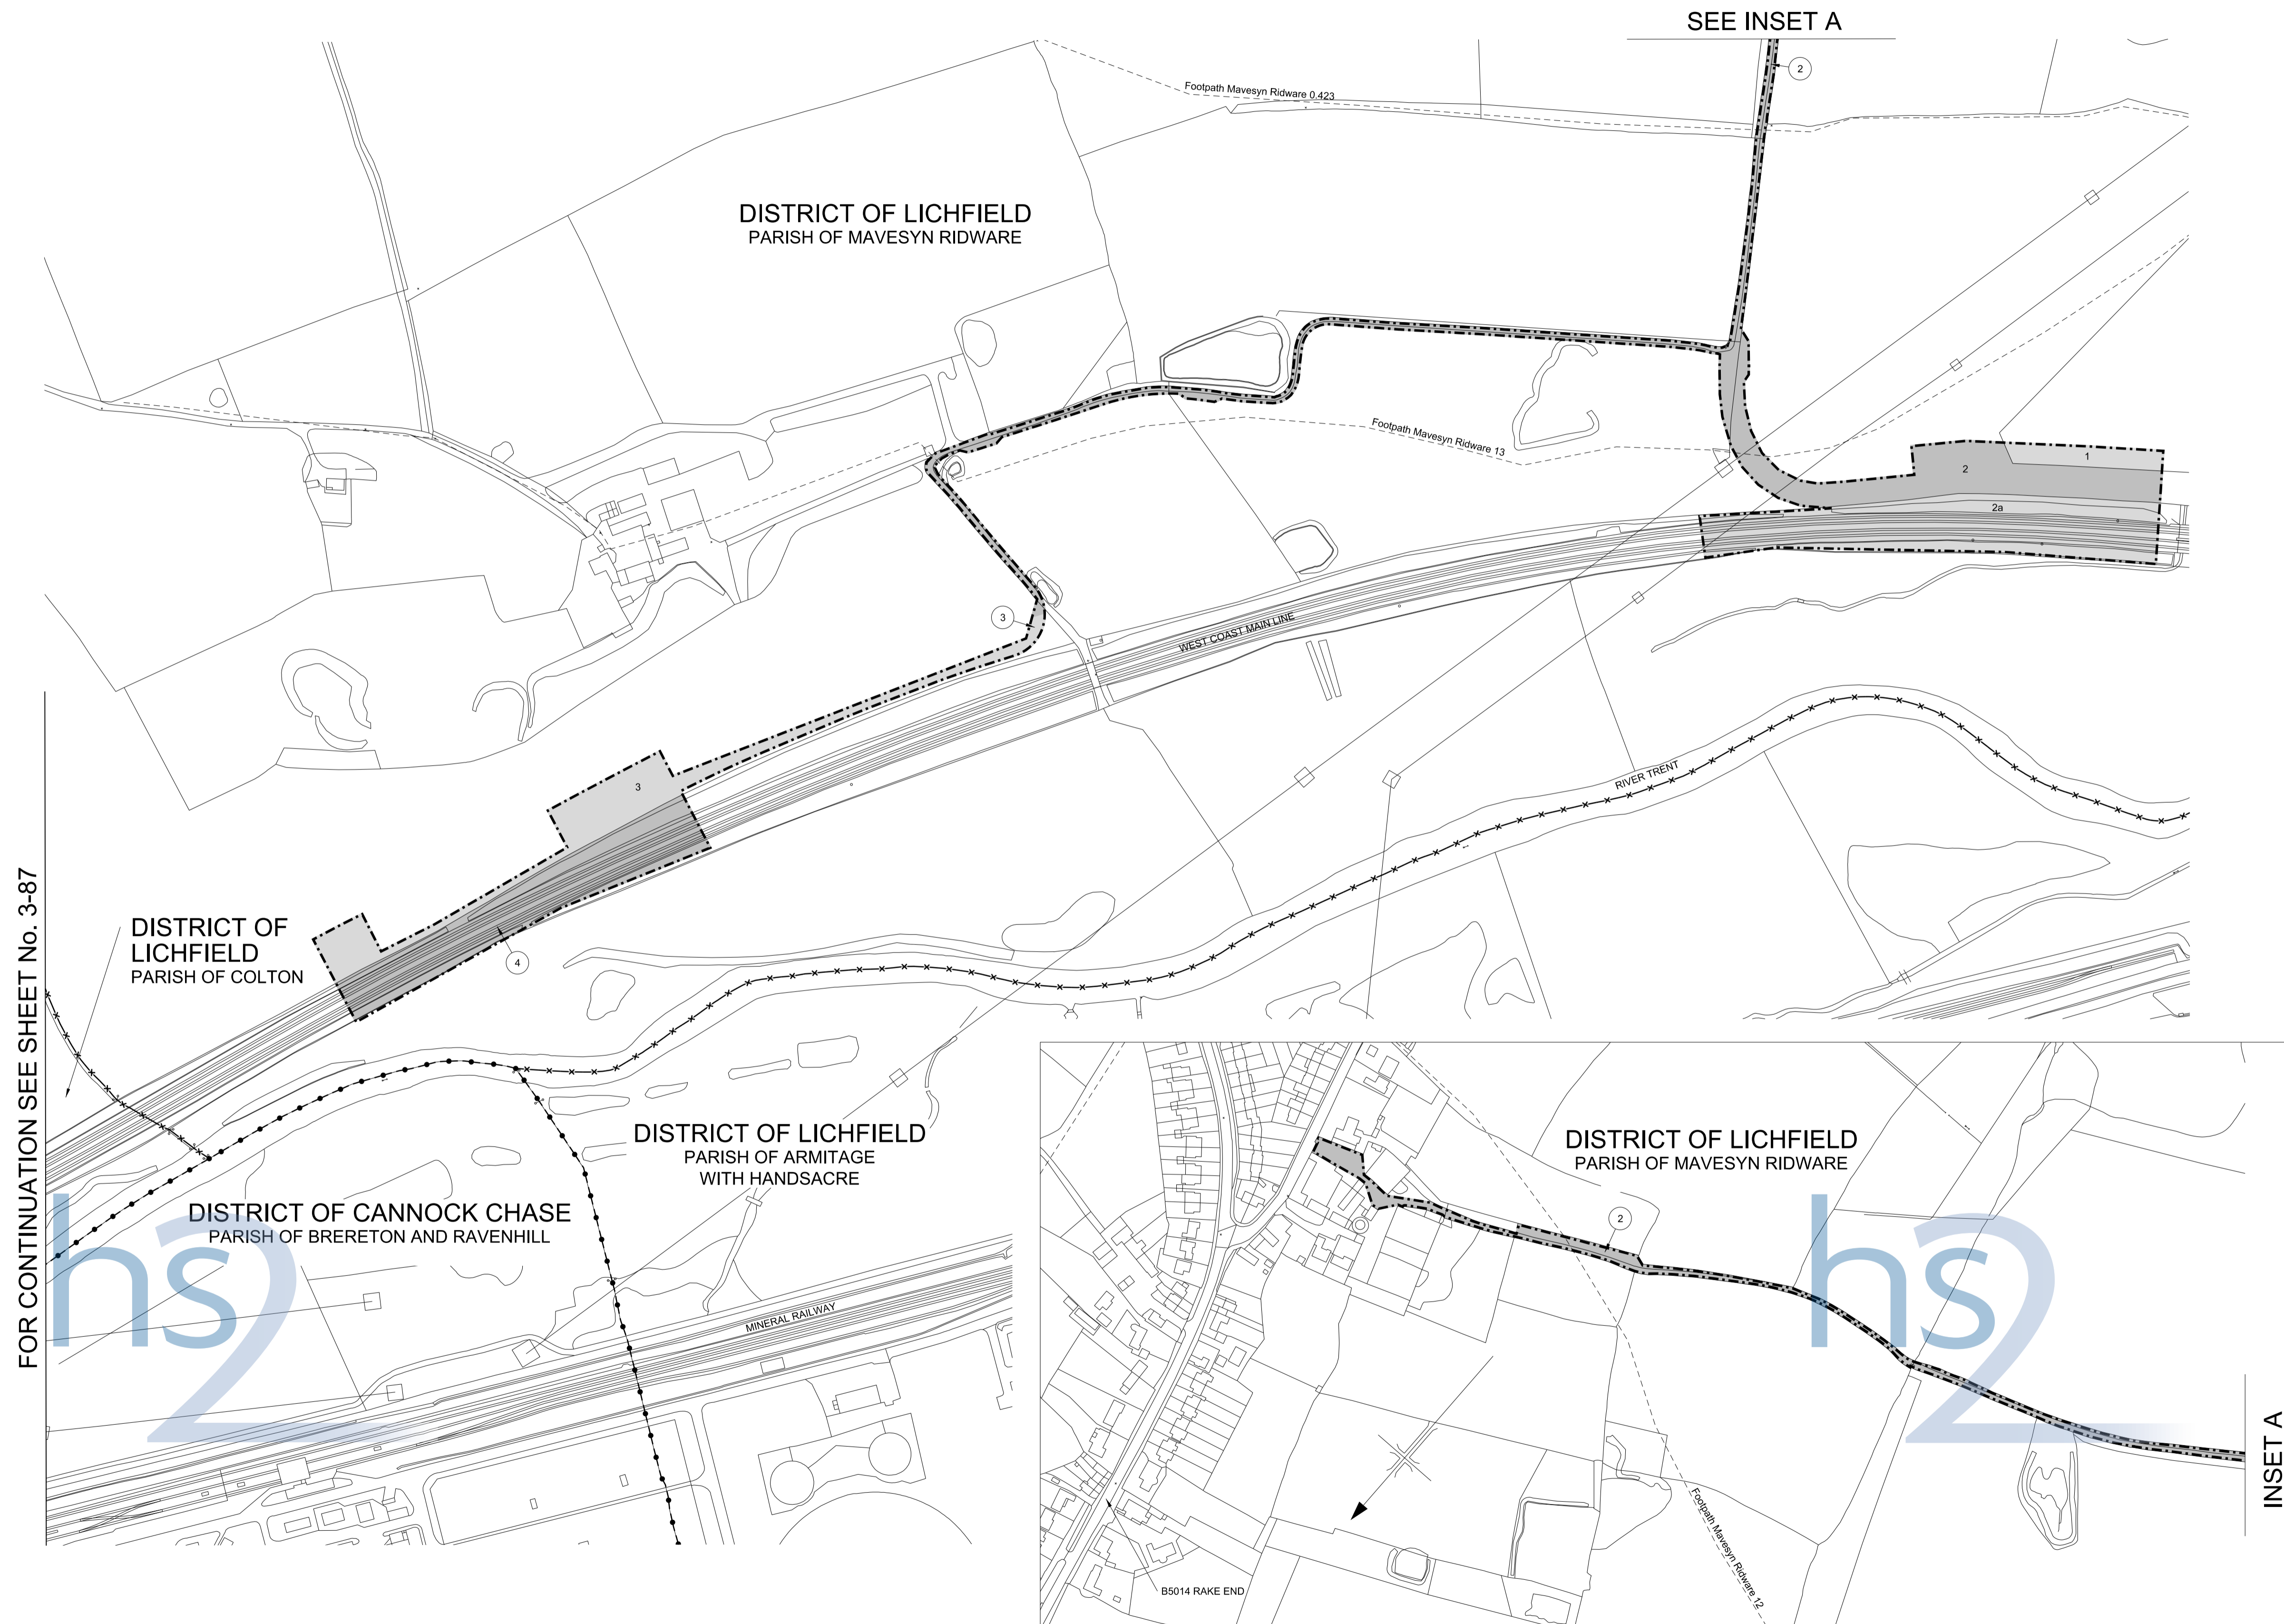 SEE INSET A
2
Footpath Mavesyn Ridware 0.423
DISTRICT OF LICHFIELD
PARISH OF MAVESYN RIDWARE
Footpath Mavesyn Ridware 13
1
2
2a
3
WEST COAST MAIN LINE
RIVER TRENT
3
FOR CONTINUATION SEE SHEET No. 3-87
DISTRICT OF
LICHFIELD
PARISH OF COLTON
4
DISTRICT OF LICHFIELD
PARISH OF ARMITAGE
WITH HANDSACRE
DISTRICT OF CANNOCK CHASE
PARISH OF BRERETON AND RAVENHILL
hs2
MINERAL RAILWAY
DISTRICT OF LICHFIELD
PARISH OF MAVESYN RIDWARE
2
hs2
INSET A
Footpath Mavesyn Ridware 12
B5014 RAKE END